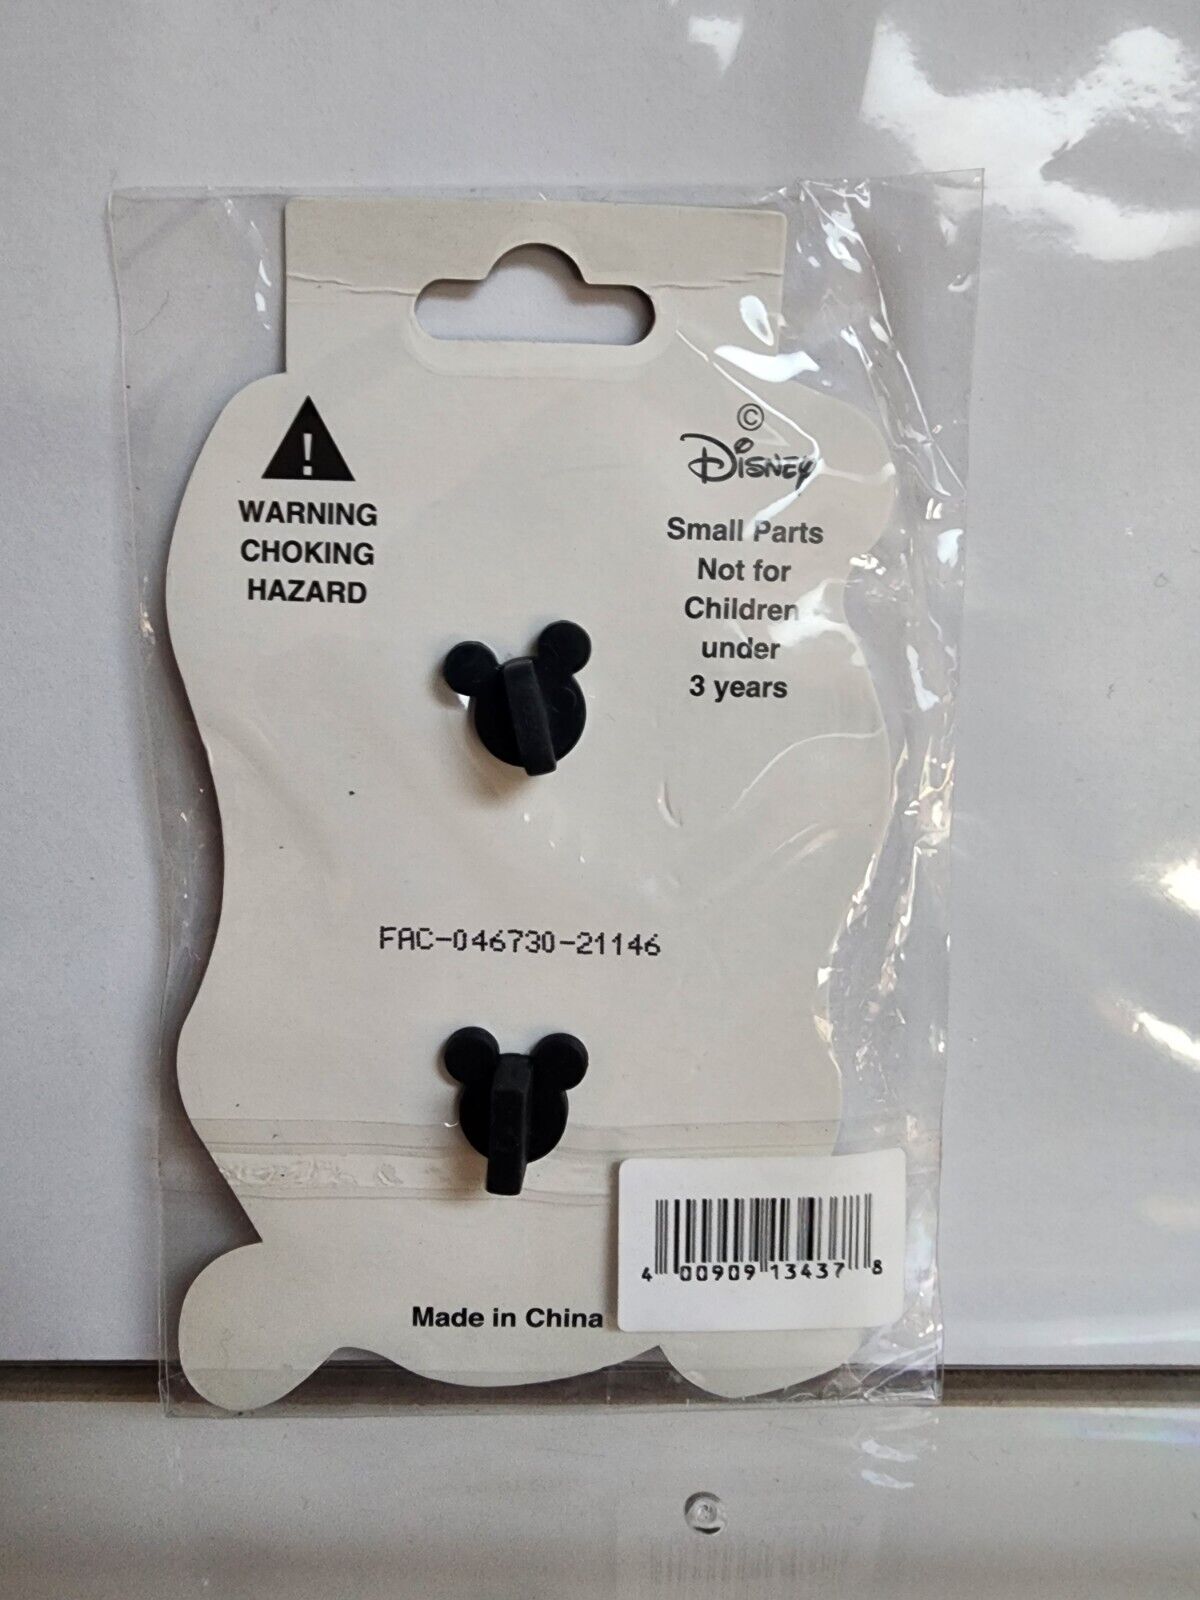 !
WARNING
CHOKING
HAZARD
©
Disney
Small Parts
Not for
Children
under
3 years
FAC-046730-21146
4 00909 13437 8
Made in China